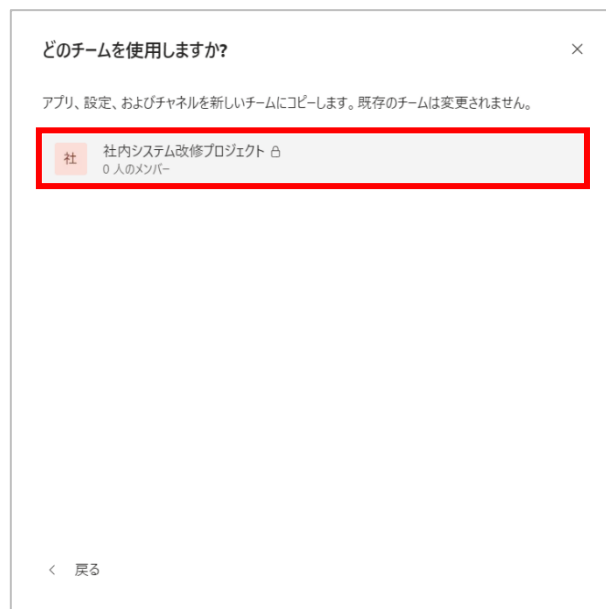 どのチームを使用しますか?
アプリ、設定、およびチャネルを新しいチームにコピーします。既存のチームは変更されません。
社
社内システム改修プロジェクト
0 人のメンバー
戻る